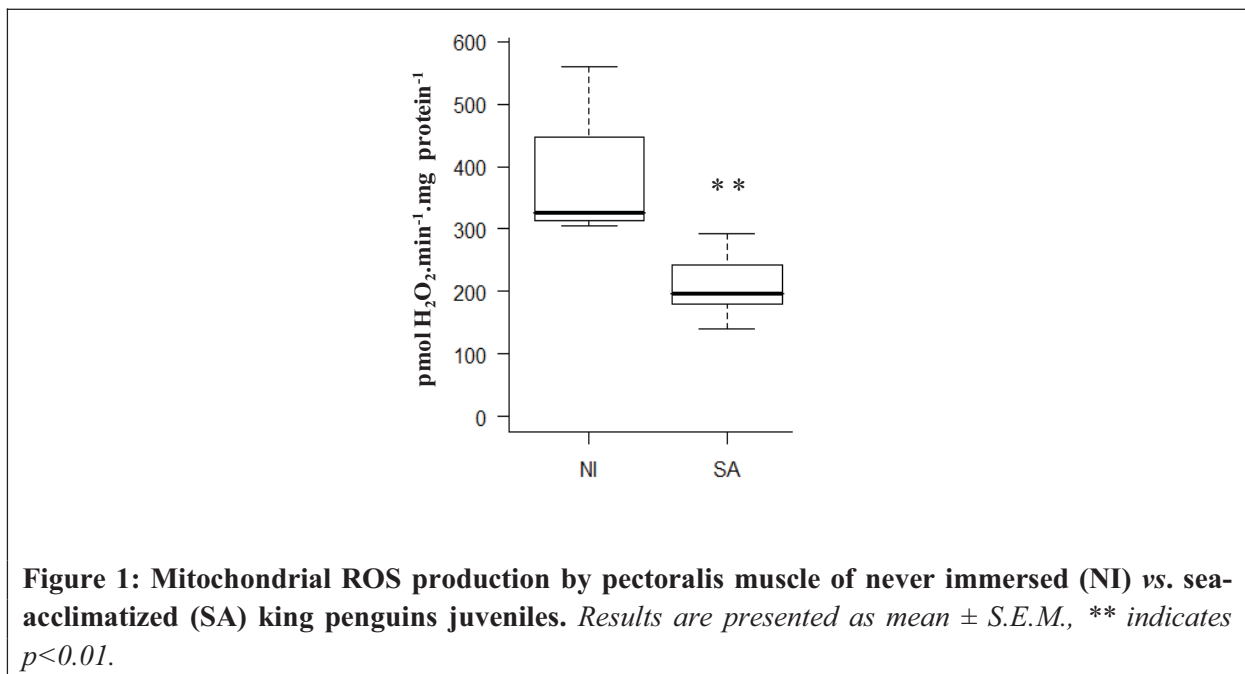 600
500
400
300
200
100
0
pmol H₂O₂.min⁻¹.mg protein⁻¹
* *
NI SA
Figure 1: Mitochondrial ROS production by pectoralis muscle of never immersed (NI) vs. sea-
acclimatized (SA) king penguins juveniles. Results are presented as mean ± S.E.M., ** indicates
p<0.01.